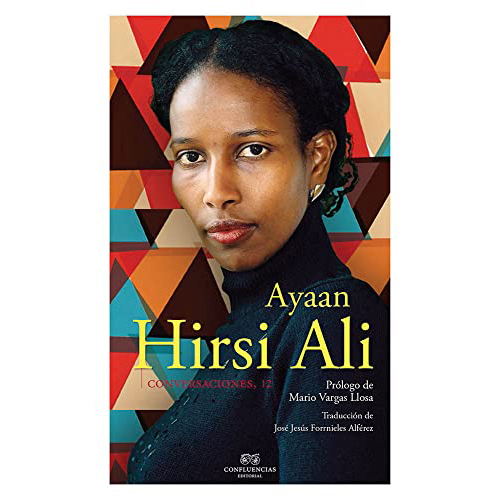 Ayaan
Hirsi Ali
CONVERSACIONES, 12
Prólogo de
Mario Vargas Llosa
Traducción de
José Jesús Fornieles Alférez
CONFLUENCIAS
EDITORIAL